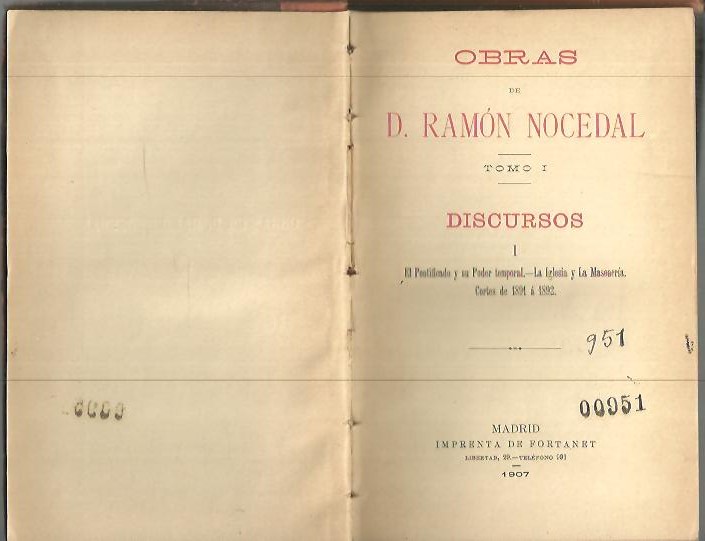 OBRAS
DE
D. RAMÓN NOCEDAL
TOMO I
DISCURSOS
I
El Pontificado y su Poder temporal.—La Iglesia y La Masonería.
Cortes de 1891 á 1892.
951
00951
MADRID
IMPRENTA DE FORTANET
LIBERTAD, 29.—TELÉFONO 991
1907